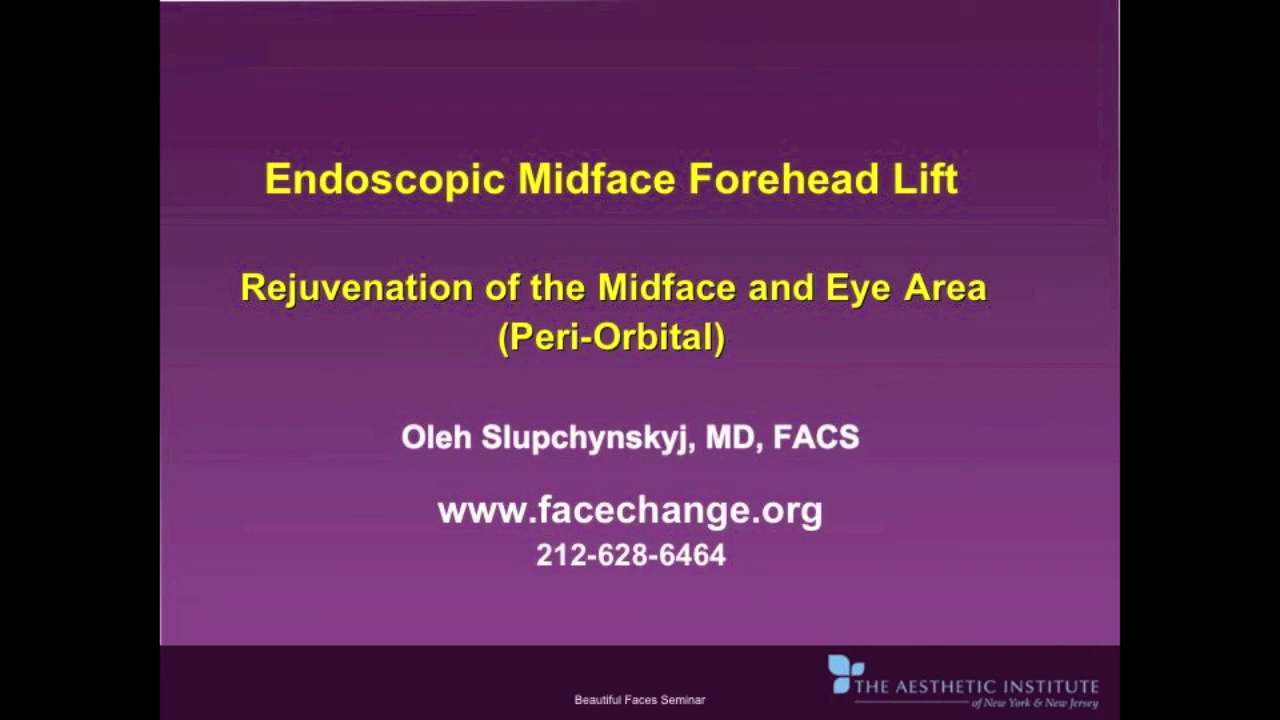 Endoscopic Midface Forehead Lift
Rejuvenation of the Midface and Eye Area
(Peri-Orbital)
Oleh Slupchynskyj, MD, FACS
www.facechange.org
212-628-6464
Beautiful Faces Seminar
THE AESTHETIC INSTITUTE
of New York & New Jersey